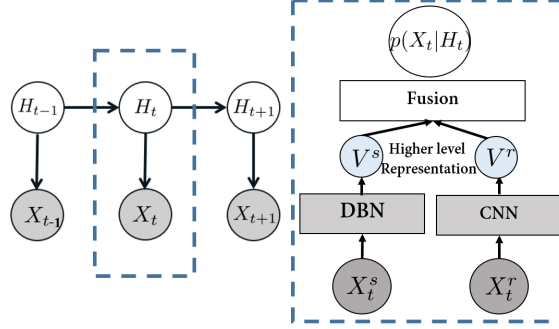 H_{t-1} H_t H_{t+1}
X_{t-1} X_t X_{t+1}
p(X_t|H_t)
Fusion
V^s Higher level Representation V^r
DBN CNN
X_t^s X_t^r